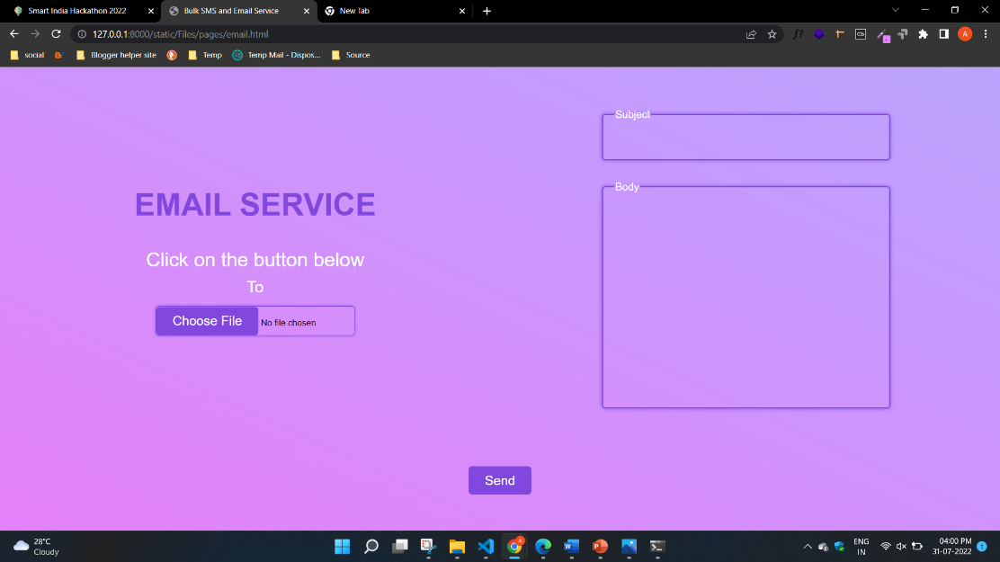 Smart India Hackathon 2022
Bulk SMS and Email Service
New Tab
127.0.0.1:8000/static/Files/pages/email.html
f?
Cb
A
social
Blogger helper site
Temp
Temp Mail - Dispos...
Source
Subject
Body
EMAIL SERVICE
Click on the button below
To
Choose File
No file chosen
Send
28°C
Cloudy
ENG
IN
04:00 PM
31-07-2022
1